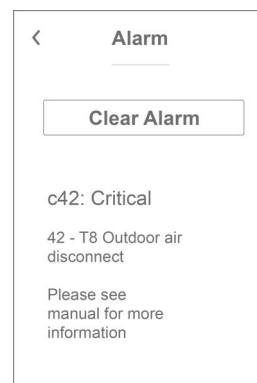 Alarm
Clear Alarm
c42: Critical
42 - T8 Outdoor air
disconnect
Please see
manual for more
information